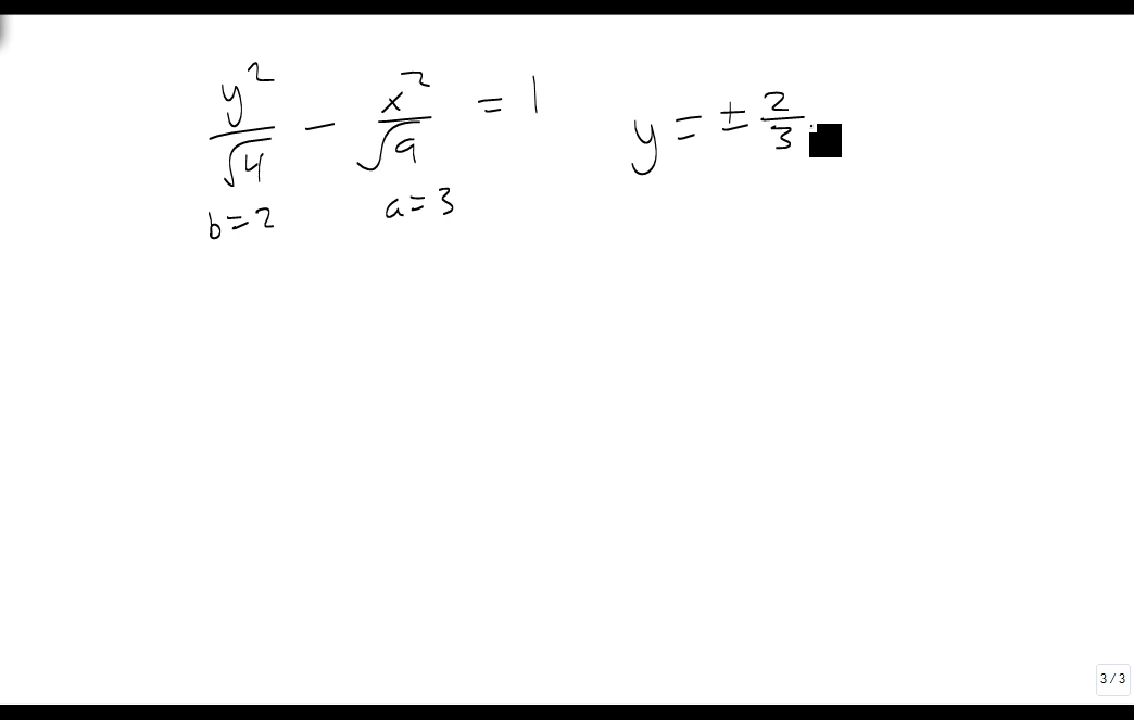 y² / √4 − x² / √9 = 1
y = ± 2/3
b=2
a=3
3/3